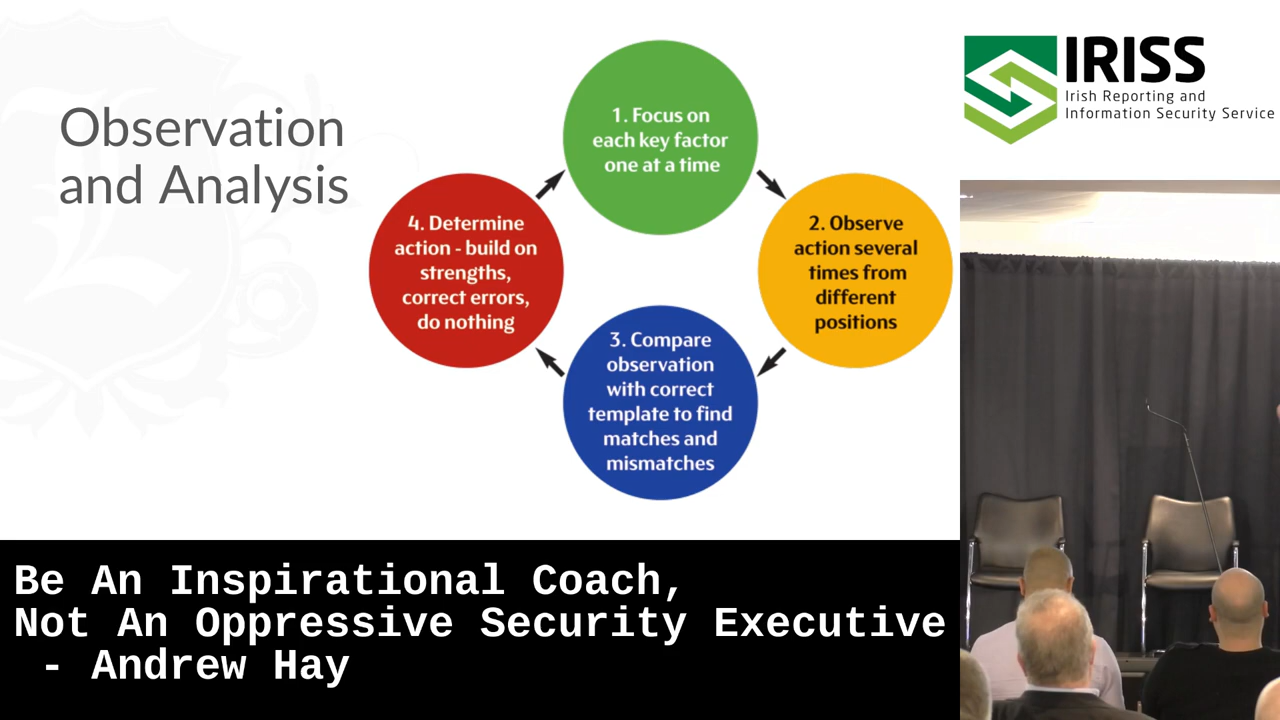 Observation
and Analysis
1. Focus on
each key factor
one at a time
2. Observe
action several
times from
different
positions
3. Compare
observation
with correct
template to find
matches and
mismatches
4. Determine
action - build on
strengths,
correct errors,
do nothing
IRISS
Irish Reporting and
Information Security Service
Be An Inspirational Coach,
Not An Oppressive Security Executive
- Andrew Hay